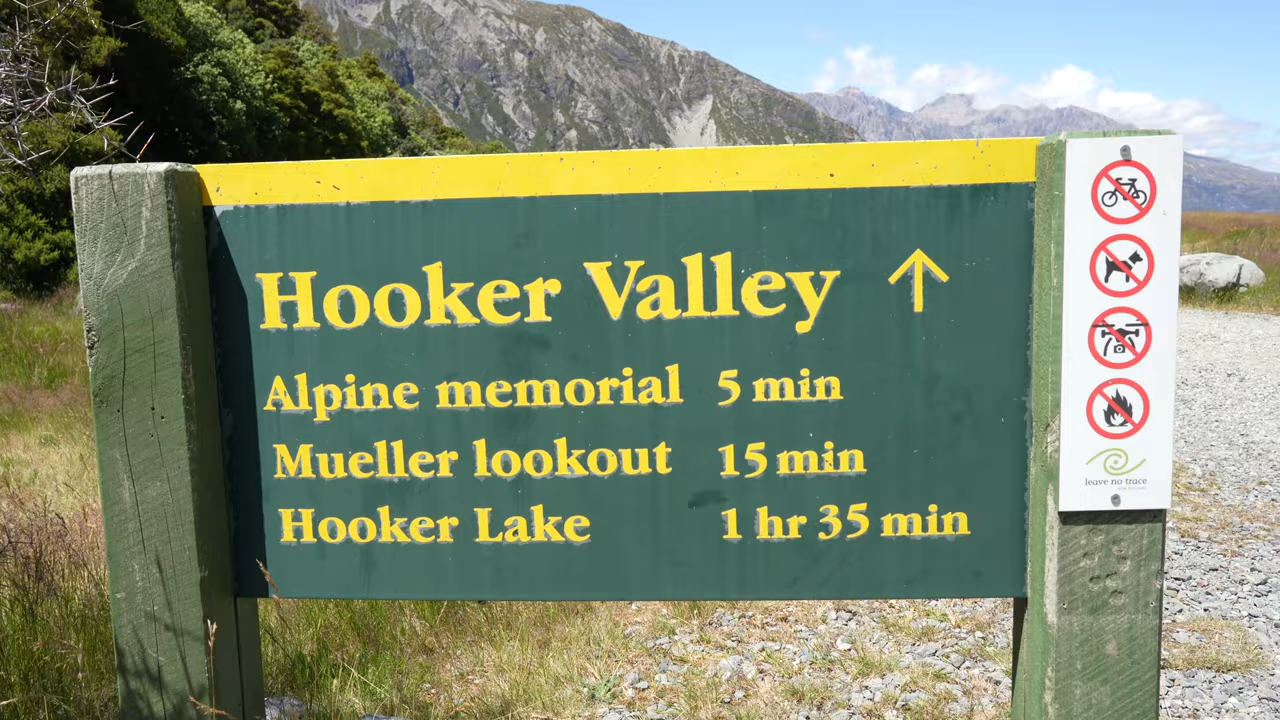 Hooker Valley ↑
Alpine memorial 5 min
Mueller lookout 15 min
Hooker Lake 1 hr 35 min
leave no trace